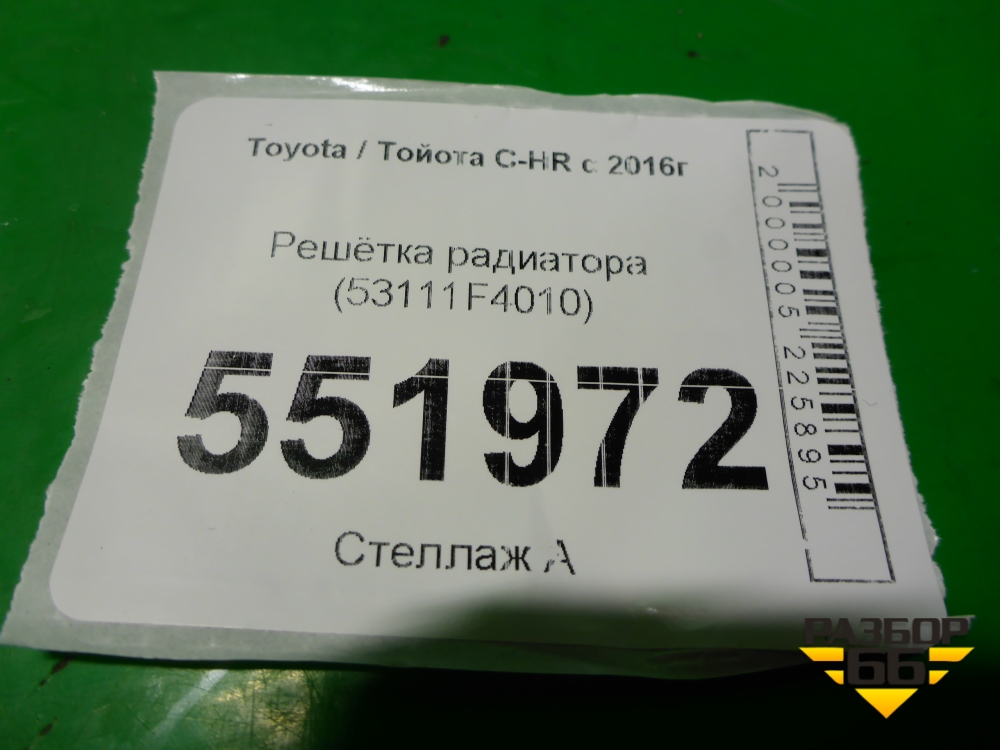 Toyota / Тойота C-HR с 2016г
Решётка радиатора
(53111F4010)
551972
Стеллаж А
2000005225895
РАЗБОР
66